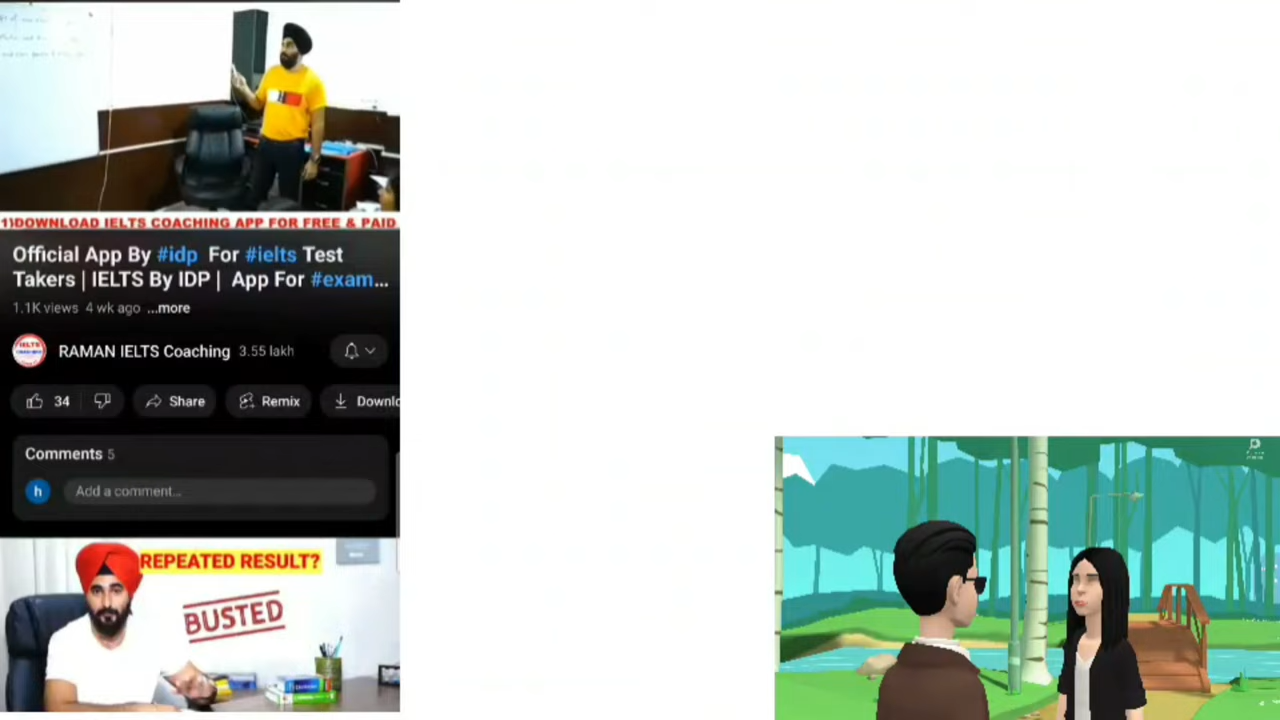 1)DOWNLOAD IELTS COACHING APP FOR FREE & PAID
Official App By #idp For #ielts Test
Takers | IELTS By IDP | App For #exam...
1.1K views 4 wk ago ...more
IELTS
RAMAN IELTS Coaching 3.55 lakh
34 Share Remix Downlo
Comments 5
h Add a comment...
REPEATED RESULT?
BUSTED